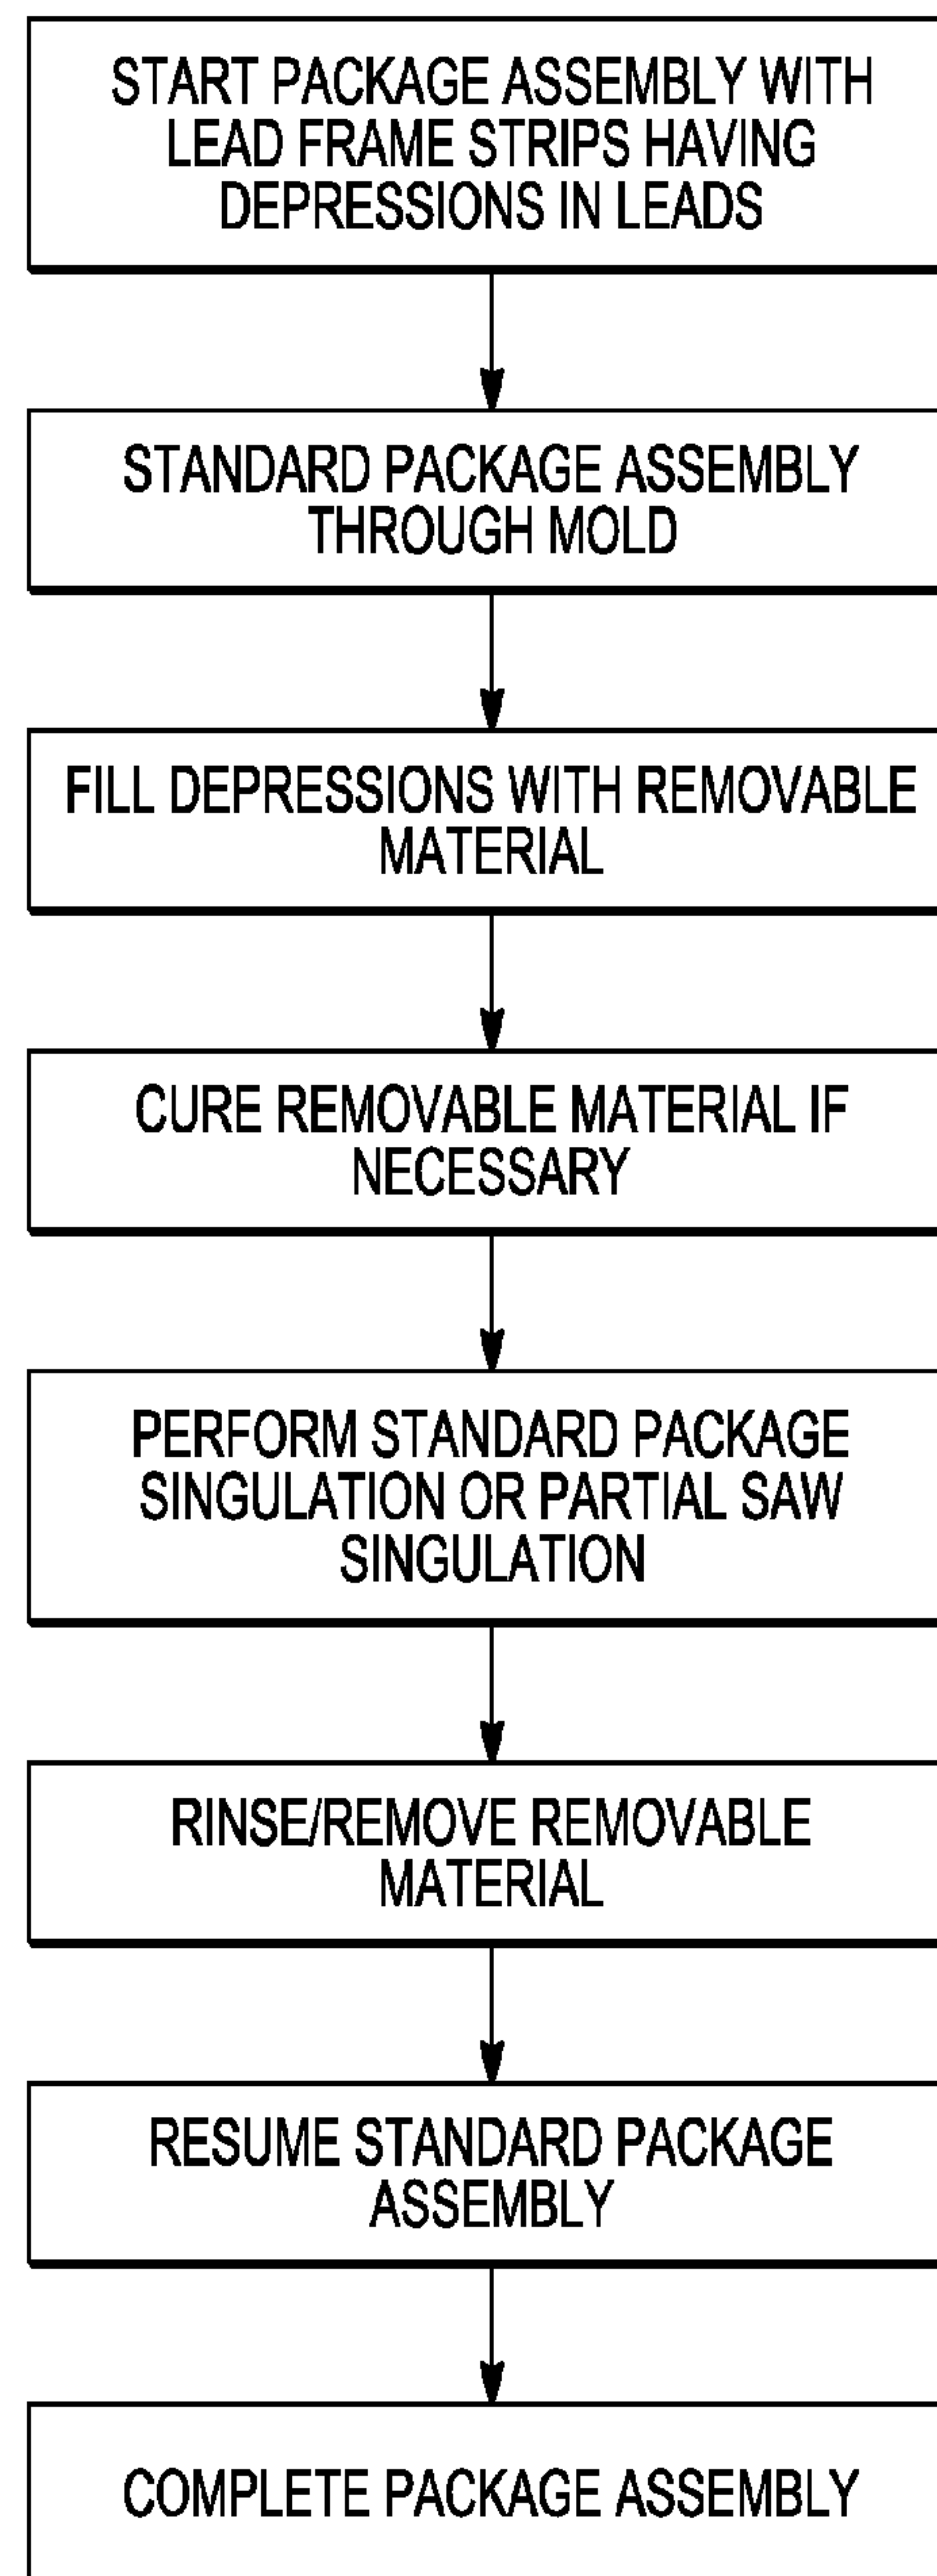 START PACKAGE ASSEMBLY WITH
LEAD FRAME STRIPS HAVING
DEPRESSIONS IN LEADS
STANDARD PACKAGE ASSEMBLY
THROUGH MOLD
FILL DEPRESSIONS WITH REMOVABLE
MATERIAL
CURE REMOVABLE MATERIAL IF
NECESSARY
PERFORM STANDARD PACKAGE
SINGULATION OR PARTIAL SAW
SINGULATION
RINSE/REMOVE REMOVABLE
MATERIAL
RESUME STANDARD PACKAGE
ASSEMBLY
COMPLETE PACKAGE ASSEMBLY